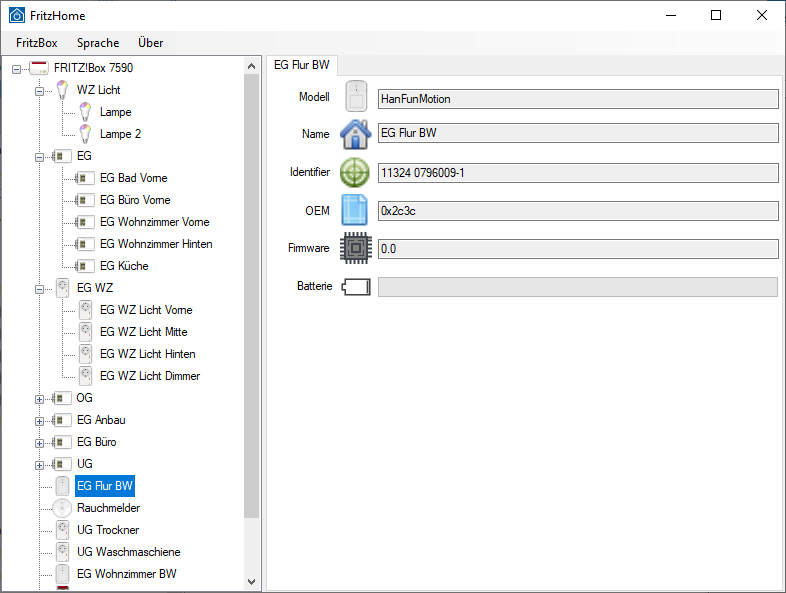 FritzHome
FritzBox Sprache Über
FRITZ!Box 7590
WZ Licht
Lampe
Lampe 2
EG
EG Bad Vorne
EG Büro Vorne
EG Wohnzimmer Vorne
EG Wohnzimmer Hinten
EG Küche
EG WZ
EG WZ Licht Vorne
EG WZ Licht Mitte
EG WZ Licht Hinten
EG WZ Licht Dimmer
OG
EG Anbau
EG Büro
UG
EG Flur BW
Rauchmelder
UG Trockner
UG Waschmaschiene
EG Wohnzimmer BW
EG Flur BW
Modell HanFunMotion
Name EG Flur BW
Identifier 11324 0796009-1
OEM 0x2c3c
Firmware 0.0
Batterie